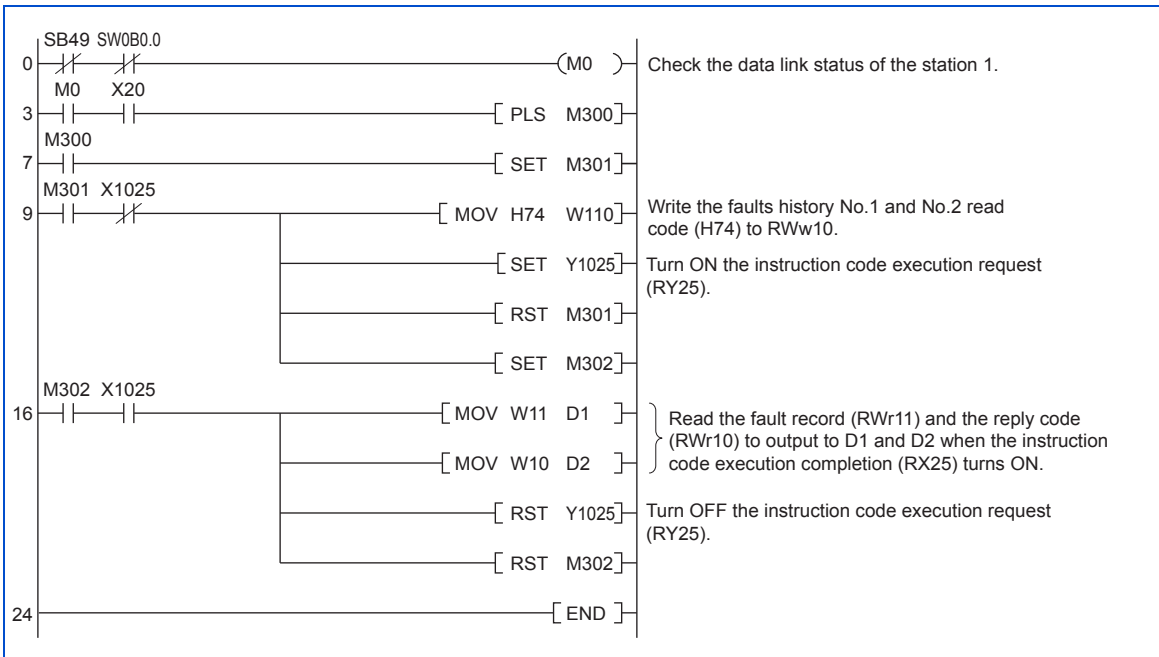 SB49 SW0B0.0
0 (M0 ) Check the data link status of the station 1.
M0 X20
3 [ PLS M300]
M300
7 [ SET M301]
M301 X1025
9 [ MOV H74 W110] Write the faults history No.1 and No.2 read
code (H74) to RWw10.
[ SET Y1025] Turn ON the instruction code execution request
(RY25).
[ RST M301]
[ SET M302]
M302 X1025
16 [ MOV W11 D1 ] Read the fault record (RWr11) and the reply code
(RWr10) to output to D1 and D2 when the instruction
[ MOV W10 D2 ] code execution completion (RX25) turns ON.
[ RST Y1025] Turn OFF the instruction code execution request
(RY25).
[ RST M302]
24 [ END ]